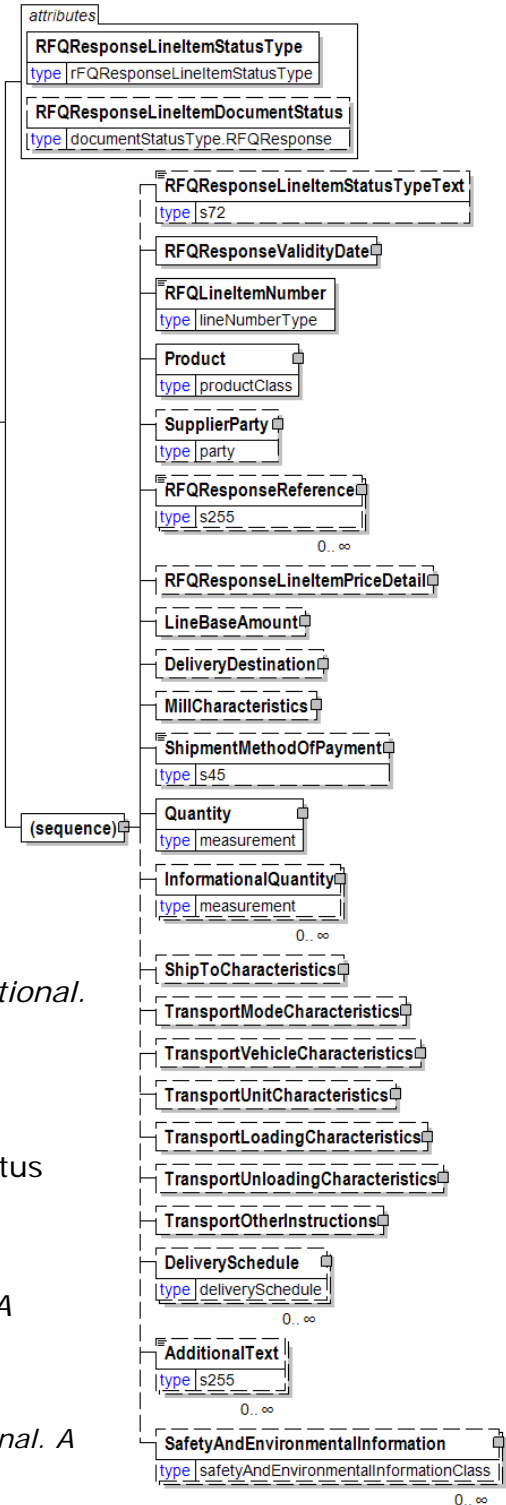 attributes
RFQResponseLineItemStatusType
type rFQResponseLineItemStatusType
RFQResponseLineItemDocumentStatus
type documentStatusType.RFQResponse
RFQResponseLineItemStatusTypeText
type s72
RFQResponseValidityDate
RFQLineItemNumber
type lineNumberType
Product
type productClass
SupplierParty
type party
RFQResponseReference
type s255
0.. ∞
RFQResponseLineItemPriceDetail
LineBaseAmount
DeliveryDestination
MillCharacteristics
ShipmentMethodOfPayment
type s45
(sequence)
Quantity
type measurement
InformationalQuantity
type measurement
0.. ∞
ShipToCharacteristics
tional.
TransportModeCharacteristics
TransportVehicleCharacteristics
TransportUnitCharacteristics
TransportLoadingCharacteristics
tus
TransportUnloadingCharacteristics
TransportOtherInstructions
DeliverySchedule
type deliverySchedule
A
0.. ∞
AdditionalText
type s255
0.. ∞
nal. A
SafetyAndEnvironmentalInformation
type safetyAndEnvironmentalInformationClass
0.. ∞